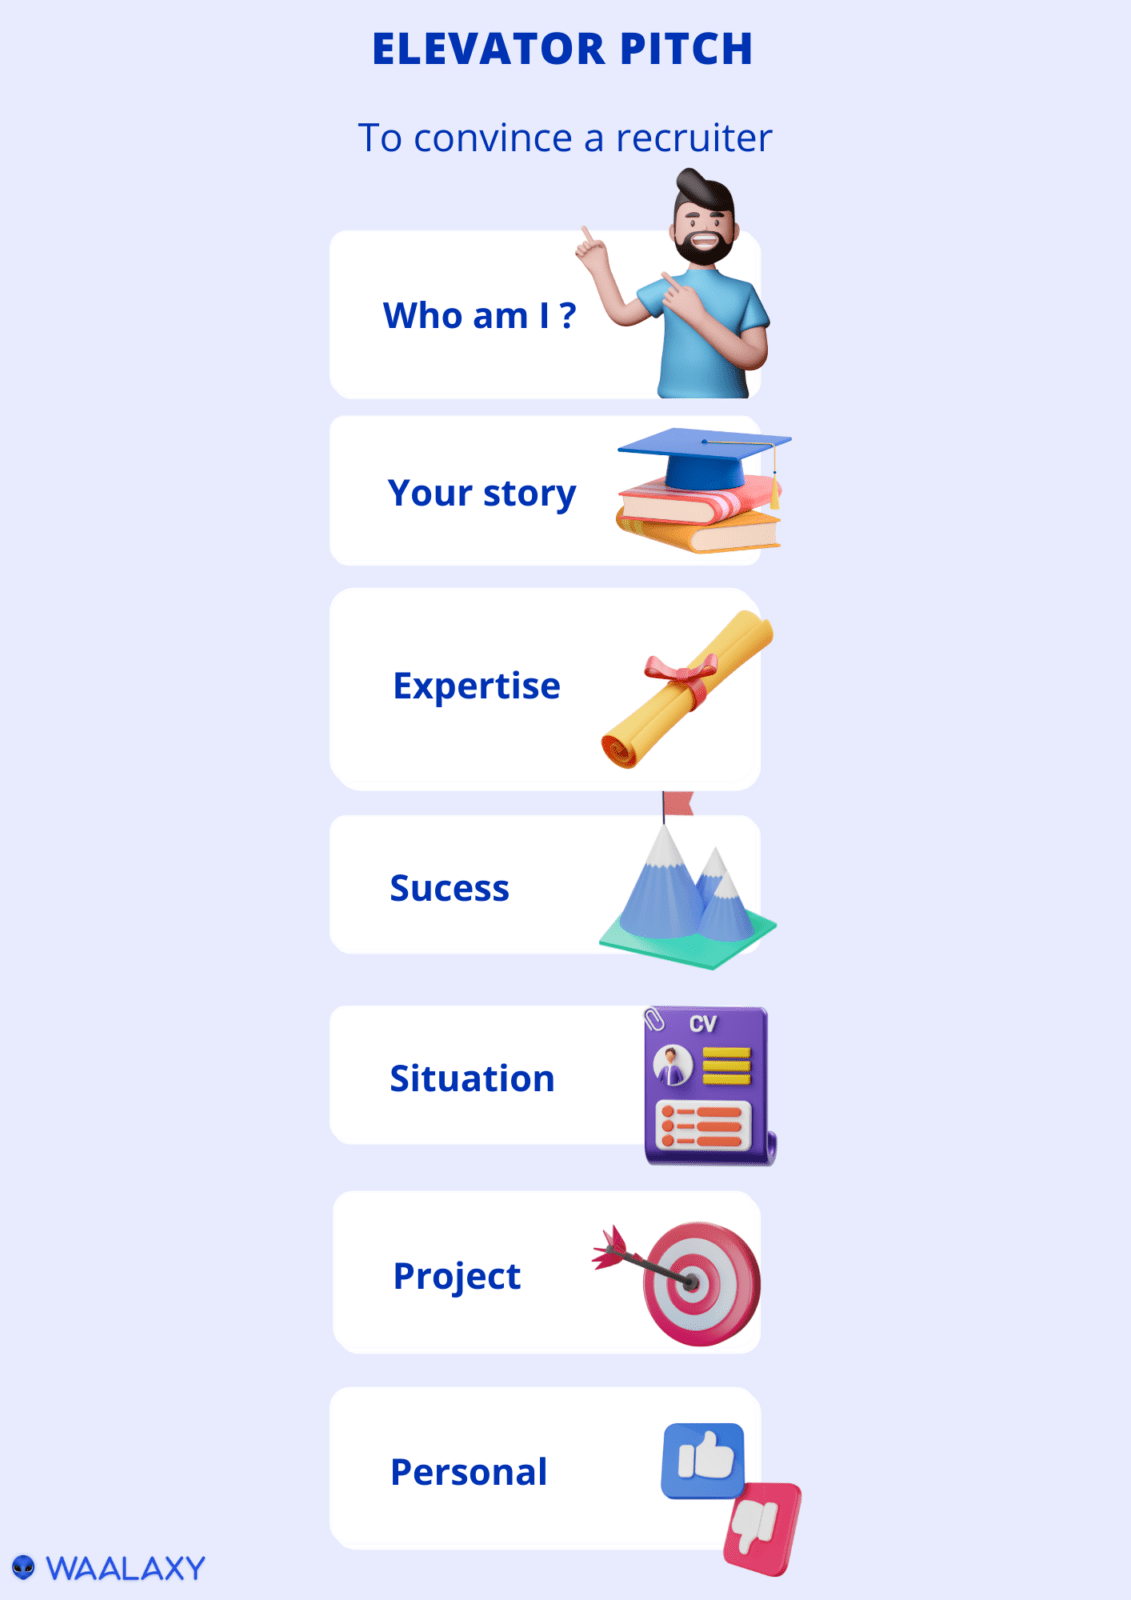 ELEVATOR PITCH
To convince a recruiter
Who am I ?
Your story
Expertise
Sucess
CV
Situation
Project
Personal
WAALAXY